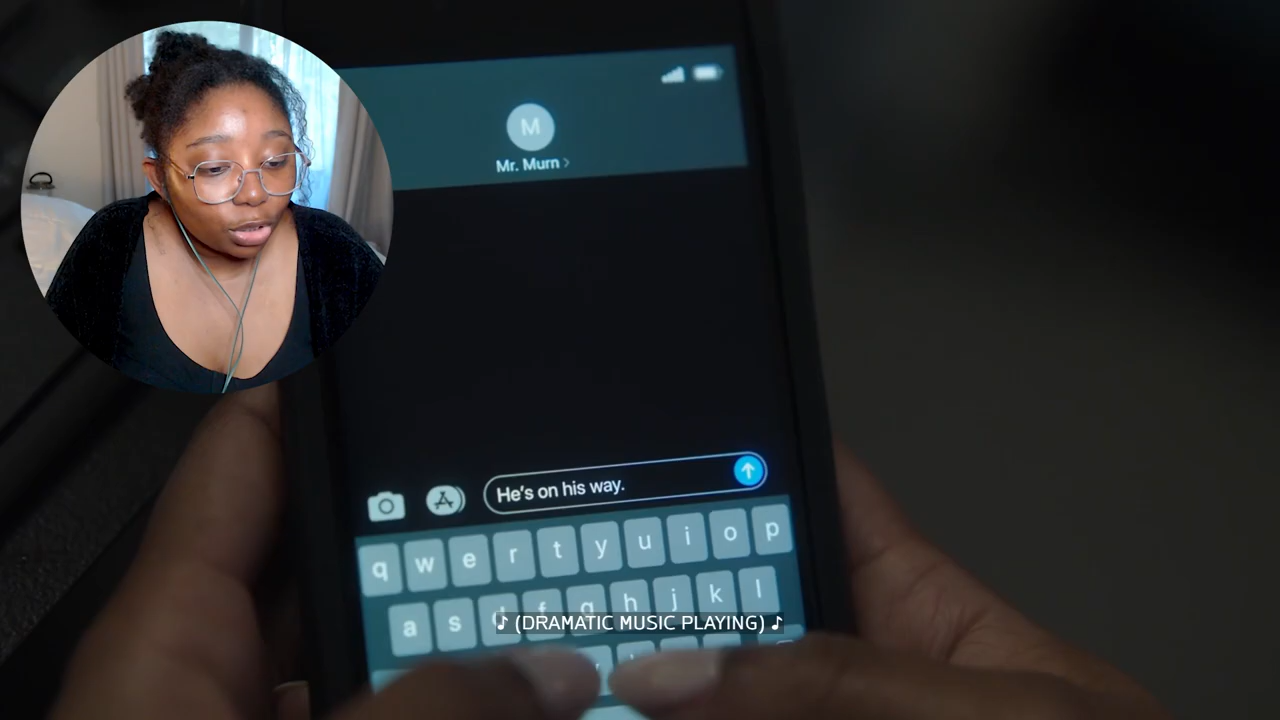 M
Mr. Murn >
He's on his way.
q w e r t y u i o p
a s d f g h j k l
♪ (DRAMATIC MUSIC PLAYING) ♪